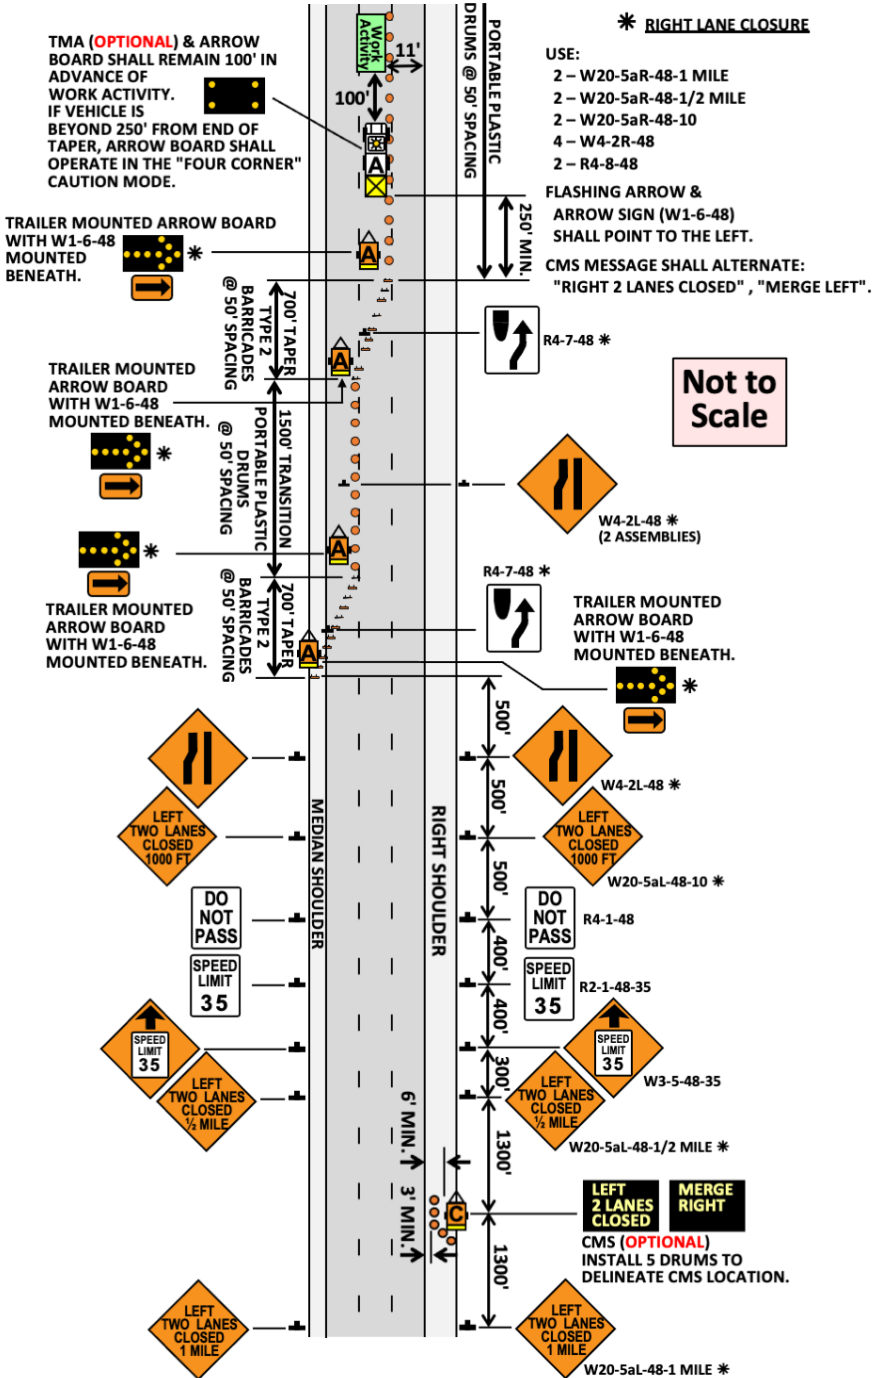 TMA (OPTIONAL) & ARROW
BOARD SHALL REMAIN 100' IN
ADVANCE OF
WORK ACTIVITY.
IF VEHICLE IS
BEYOND 250' FROM END OF
TAPER, ARROW BOARD SHALL
OPERATE IN THE "FOUR CORNER"
CAUTION MODE.
Work
Activity
11'
100'
A
PORTABLE PLASTIC
DRUMS @ 50' SPACING
250' MIN.
* RIGHT LANE CLOSURE
USE:
2 – W20-5aR-48-1 MILE
2 – W20-5aR-48-1/2 MILE
2 – W20-5aR-48-10
4 – W4-2R-48
2 – R4-8-48
FLASHING ARROW &
ARROW SIGN (W1-6-48)
SHALL POINT TO THE LEFT.
CMS MESSAGE SHALL ALTERNATE:
"RIGHT 2 LANES CLOSED" , "MERGE LEFT".
TRAILER MOUNTED ARROW BOARD
WITH W1-6-48
MOUNTED
BENEATH.
*
A
700' TAPER
TYPE 2
BARRICADES
@ 50' SPACING
R4-7-48 *
A
Not to
Scale
TRAILER MOUNTED
ARROW BOARD
WITH W1-6-48
MOUNTED BENEATH.
*
1500' TRANSITION
PORTABLE PLASTIC
DRUMS
@ 50' SPACING
W4-2L-48 *
(2 ASSEMBLIES)
*
A
TRAILER MOUNTED
ARROW BOARD
WITH W1-6-48
MOUNTED BENEATH.
700' TAPER
TYPE 2
BARRICADES
@ 50' SPACING
A
R4-7-48 *
TRAILER MOUNTED
ARROW BOARD
WITH W1-6-48
MOUNTED BENEATH.
*
500'
W4-2L-48 *
500'
MEDIAN SHOULDER
RIGHT SHOULDER
LEFT
TWO LANES
CLOSED
1000 FT
LEFT
TWO LANES
CLOSED
1000 FT
W20-5aL-48-10 *
500'
DO
NOT
PASS
DO
NOT
PASS
R4-1-48
400'
SPEED
LIMIT
35
SPEED
LIMIT
35
R2-1-48-35
400'
SPEED
LIMIT
35
SPEED
LIMIT
35
W3-5-48-35
300'
LEFT
TWO LANES
CLOSED
½ MILE
LEFT
TWO LANES
CLOSED
½ MILE
W20-5aL-48-1/2 MILE *
6' MIN.
1300'
3' MIN.
C
LEFT
2 LANES
CLOSED
MERGE
RIGHT
CMS (OPTIONAL)
INSTALL 5 DRUMS TO
DELINEATE CMS LOCATION.
1300'
LEFT
TWO LANES
CLOSED
1 MILE
LEFT
TWO LANES
CLOSED
1 MILE
W20-5aL-48-1 MILE *